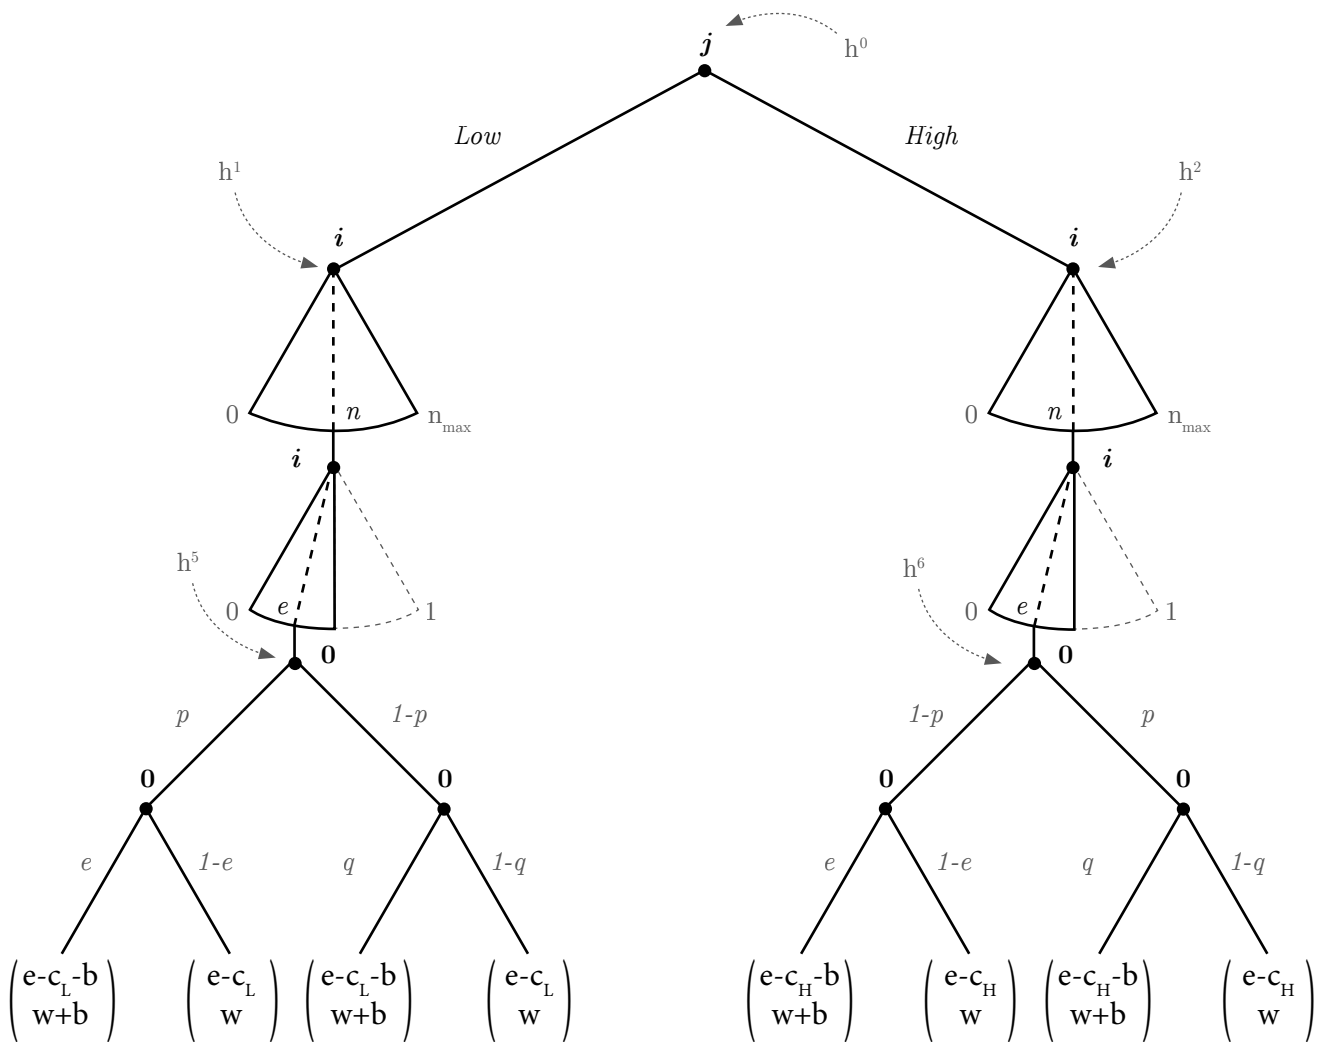 h⁰
j
Low High
h¹ h²
i i
0 n n_max 0 n n_max
i i
h⁵ h⁶
0 e 1 0 e 1
0 0
p 1-p 1-p p
0 0 0 0
e 1-e q 1-q e 1-e q 1-q
e-c_L-b e-c_L e-c_L-b e-c_L e-c_H-b e-c_H e-c_H-b e-c_H
w+b w w+b w w+b w w+b w